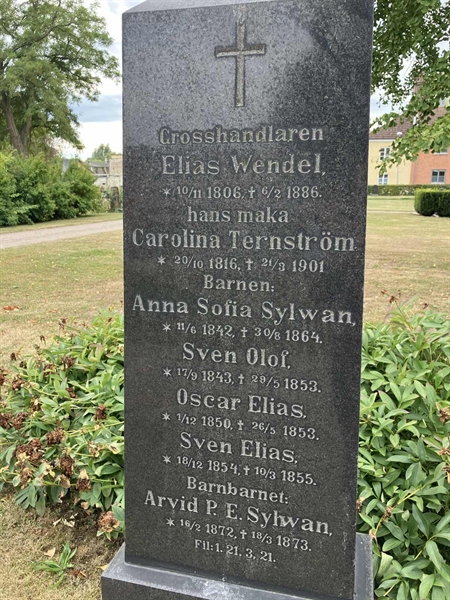 Grosshandlaren
Elias Wendel,
* 10/11 1806, † 6/2 1886.
hans maka
Carolina Ternström
* 20/10 1816, † 21/3 1901
Barnen:
Anna Sofia Sylwan,
* 11/6 1842, † 30/8 1864.
Sven Olof,
* 17/9 1843, † 29/5 1853.
Oscar Elias,
* 1/12 1850, † 26/5 1853.
Sven Elias,
* 18/12 1854, † 10/3 1855.
Barnbarnet:
Arvid P. E. Sylwan,
* 16/2 1872, † 18/3 1873.
Fil: 1. 21, 3, 21.